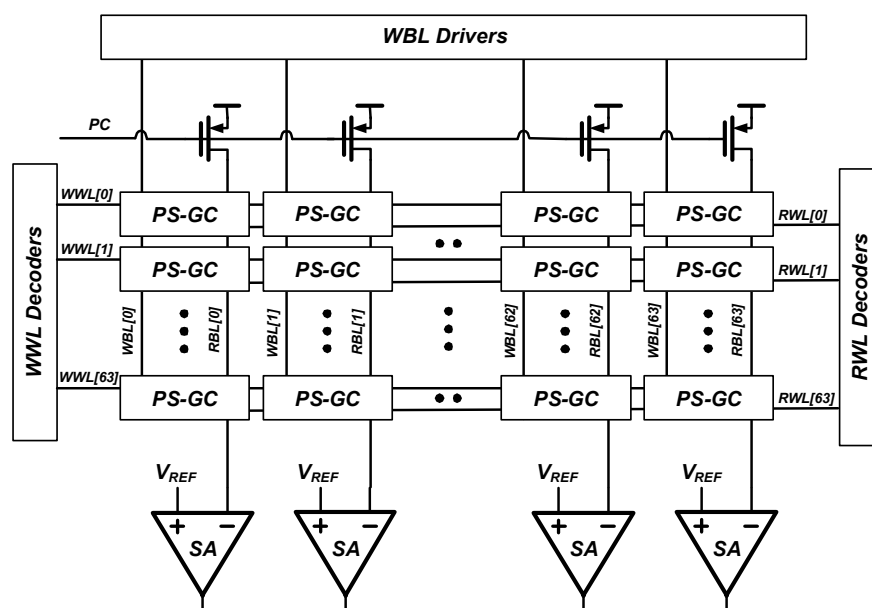 WBL Drivers
PC
WWL Decoders
RWL Decoders
WWL[0]
PS-GC
PS-GC
PS-GC
PS-GC
RWL[0]
WWL[1]
PS-GC
PS-GC
PS-GC
PS-GC
RWL[1]
WBL[0]
RBL[0]
WBL[1]
RBL[1]
WBL[62]
RBL[62]
WBL[63]
RBL[63]
WWL[63]
PS-GC
PS-GC
PS-GC
PS-GC
RWL[63]
VREF
VREF
VREF
VREF
+ −
+ −
+ −
+ −
SA
SA
SA
SA